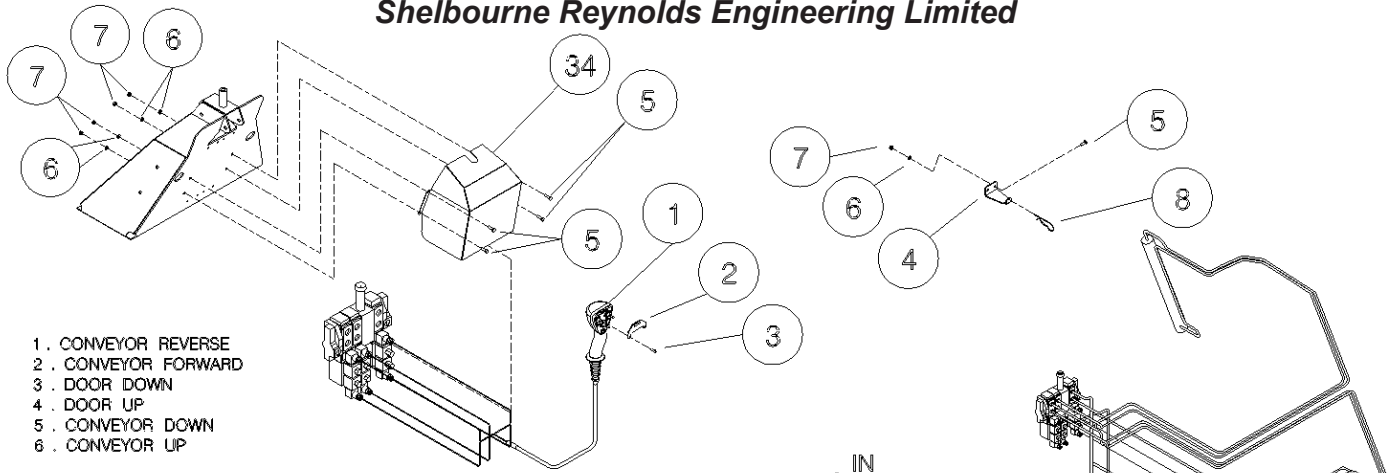 Shelbourne Reynolds Engineering Limited
7
6
7
34
5
5
7
6
6
8
1
5
4
2
3
1 . CONVEYOR REVERSE
2 . CONVEYOR FORWARD
3 . DOOR DOWN
4 . DOOR UP
5 . CONVEYOR DOWN
6 . CONVEYOR UP
IN